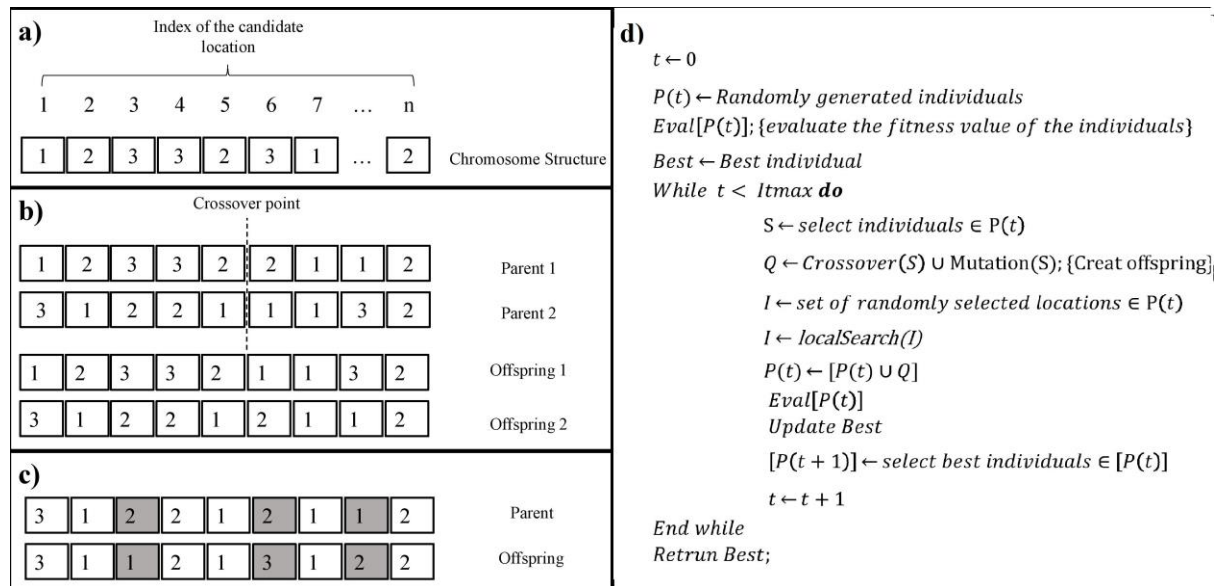 a)
Index of the candidate
location
1 2 3 4 5 6 7 ... n
1 2 3 3 2 3 1 ... 2
Chromosome Structure
b)
Crossover point
1 2 3 3 2 2 1 1 2 Parent 1
3 1 2 2 1 1 1 3 2 Parent 2
1 2 3 3 2 1 1 3 2 Offspring 1
3 1 2 2 1 2 1 1 2 Offspring 2
c)
3 1 2 2 1 2 1 1 2 Parent
3 1 1 2 1 3 1 2 2 Offspring
d)
t ← 0
P(t) ← Randomly generated individuals
Eval[P(t)]; {evaluate the fitness value of the individuals}
Best ← Best individual
While t < Itmax do
S ← select individuals ∈ P(t)
Q ← Crossover(S) ∪ Mutation(S); {Creat offspring}
I ← set of randomly selected locations ∈ P(t)
I ← localSearch(I)
P(t) ← [P(t) ∪ Q]
Eval[P(t)]
Update Best
[P(t + 1)] ← select best individuals ∈ [P(t)]
t ← t + 1
End while
Retrun Best;